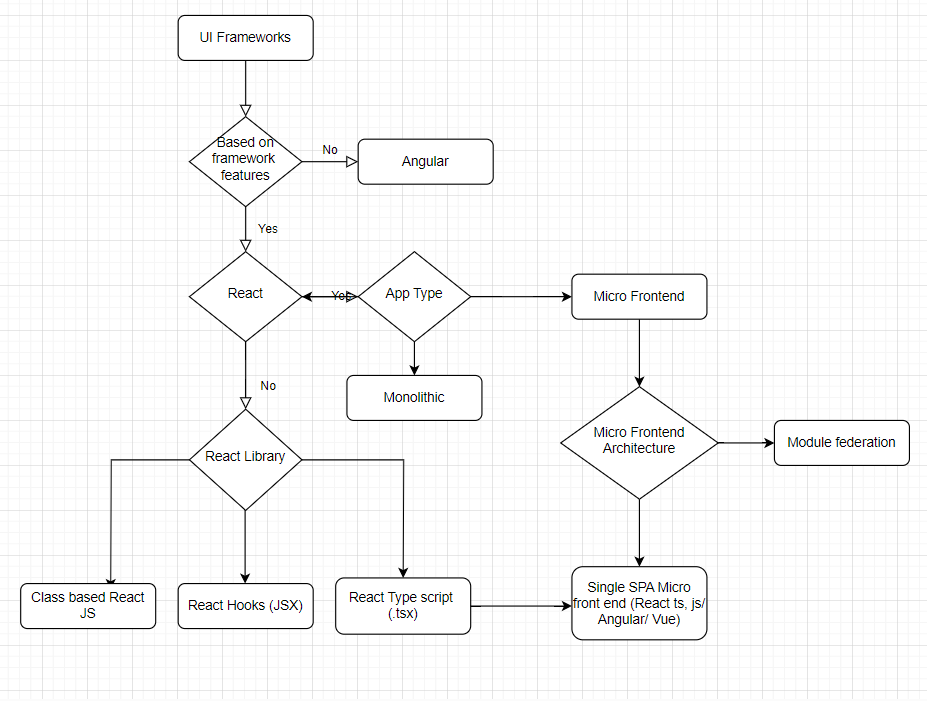 UI Frameworks
Based on
framework
features
No
Angular
Yes
React
Yes
App Type
Micro Frontend
No
Monolithic
Micro Frontend
Architecture
Module federation
React Library
Class based React
JS
React Hooks (JSX)
React Type script
(.tsx)
Single SPA Micro
front end (React ts, js/
Angular/ Vue)